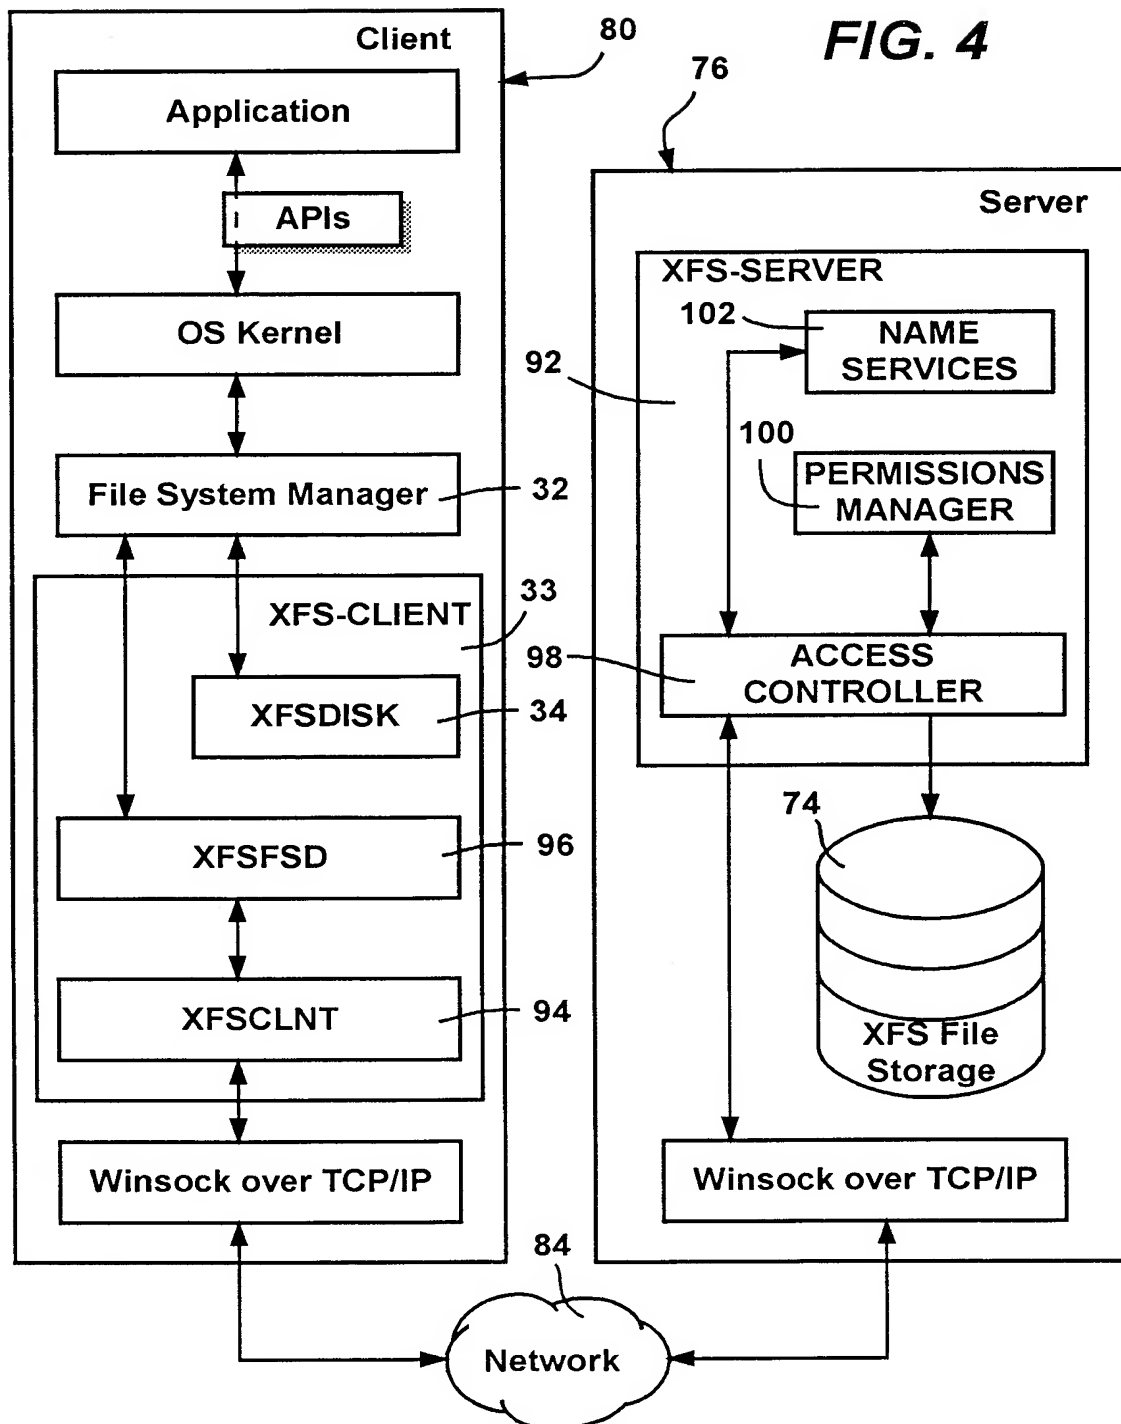 FIG. 4
Client
80
Application
APIs
OS Kernel
File System Manager
32
XFS-CLIENT
33
XFSDISK
34
XFSFSD
96
XFSCLNT
94
Winsock over TCP/IP
76
Server
XFS-SERVER
102
NAME
SERVICES
92
100
PERMISSIONS
MANAGER
98
ACCESS
CONTROLLER
74
XFS File
Storage
Winsock over TCP/IP
84
Network